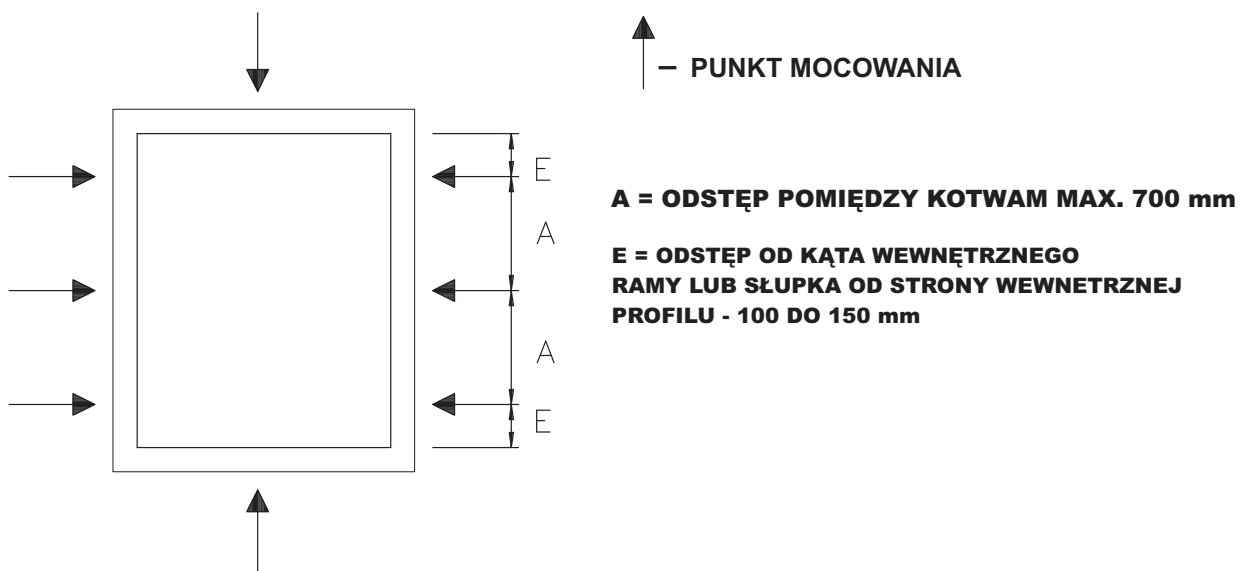 – PUNKT MOCOWANIA
E
A
A
E
A = ODSTĘP POMIĘDZY KOTWAM MAX. 700 mm
E = ODSTĘP OD KĄTA WEWNĘTRZNEGO
RAMY LUB SŁUPKA OD STRONY WEWNETRZNEJ
PROFILU - 100 DO 150 mm